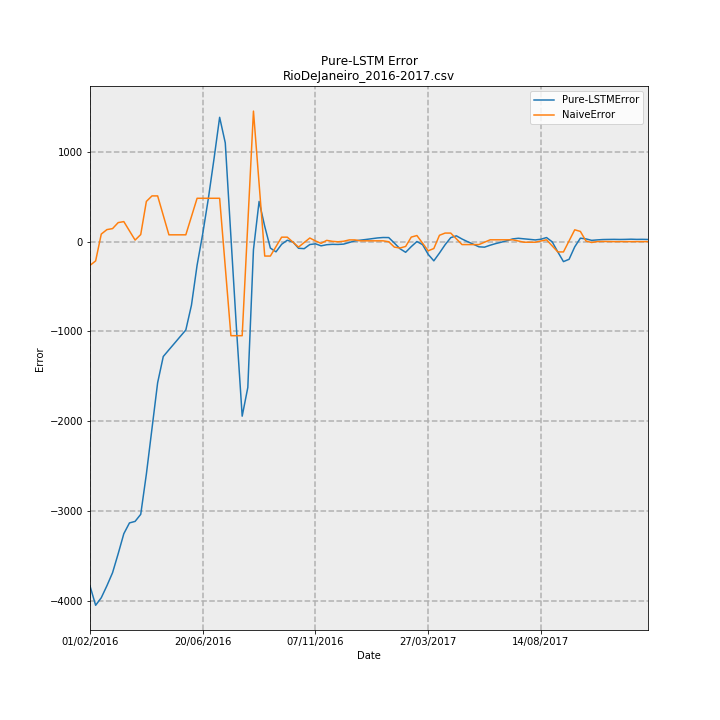 Pure-LSTM Error
RioDeJaneiro_2016-2017.csv
Pure-LSTMError
NaiveError
1000
0
−1000
−2000
−3000
−4000
Error
01/02/2016
20/06/2016
07/11/2016
27/03/2017
14/08/2017
Date